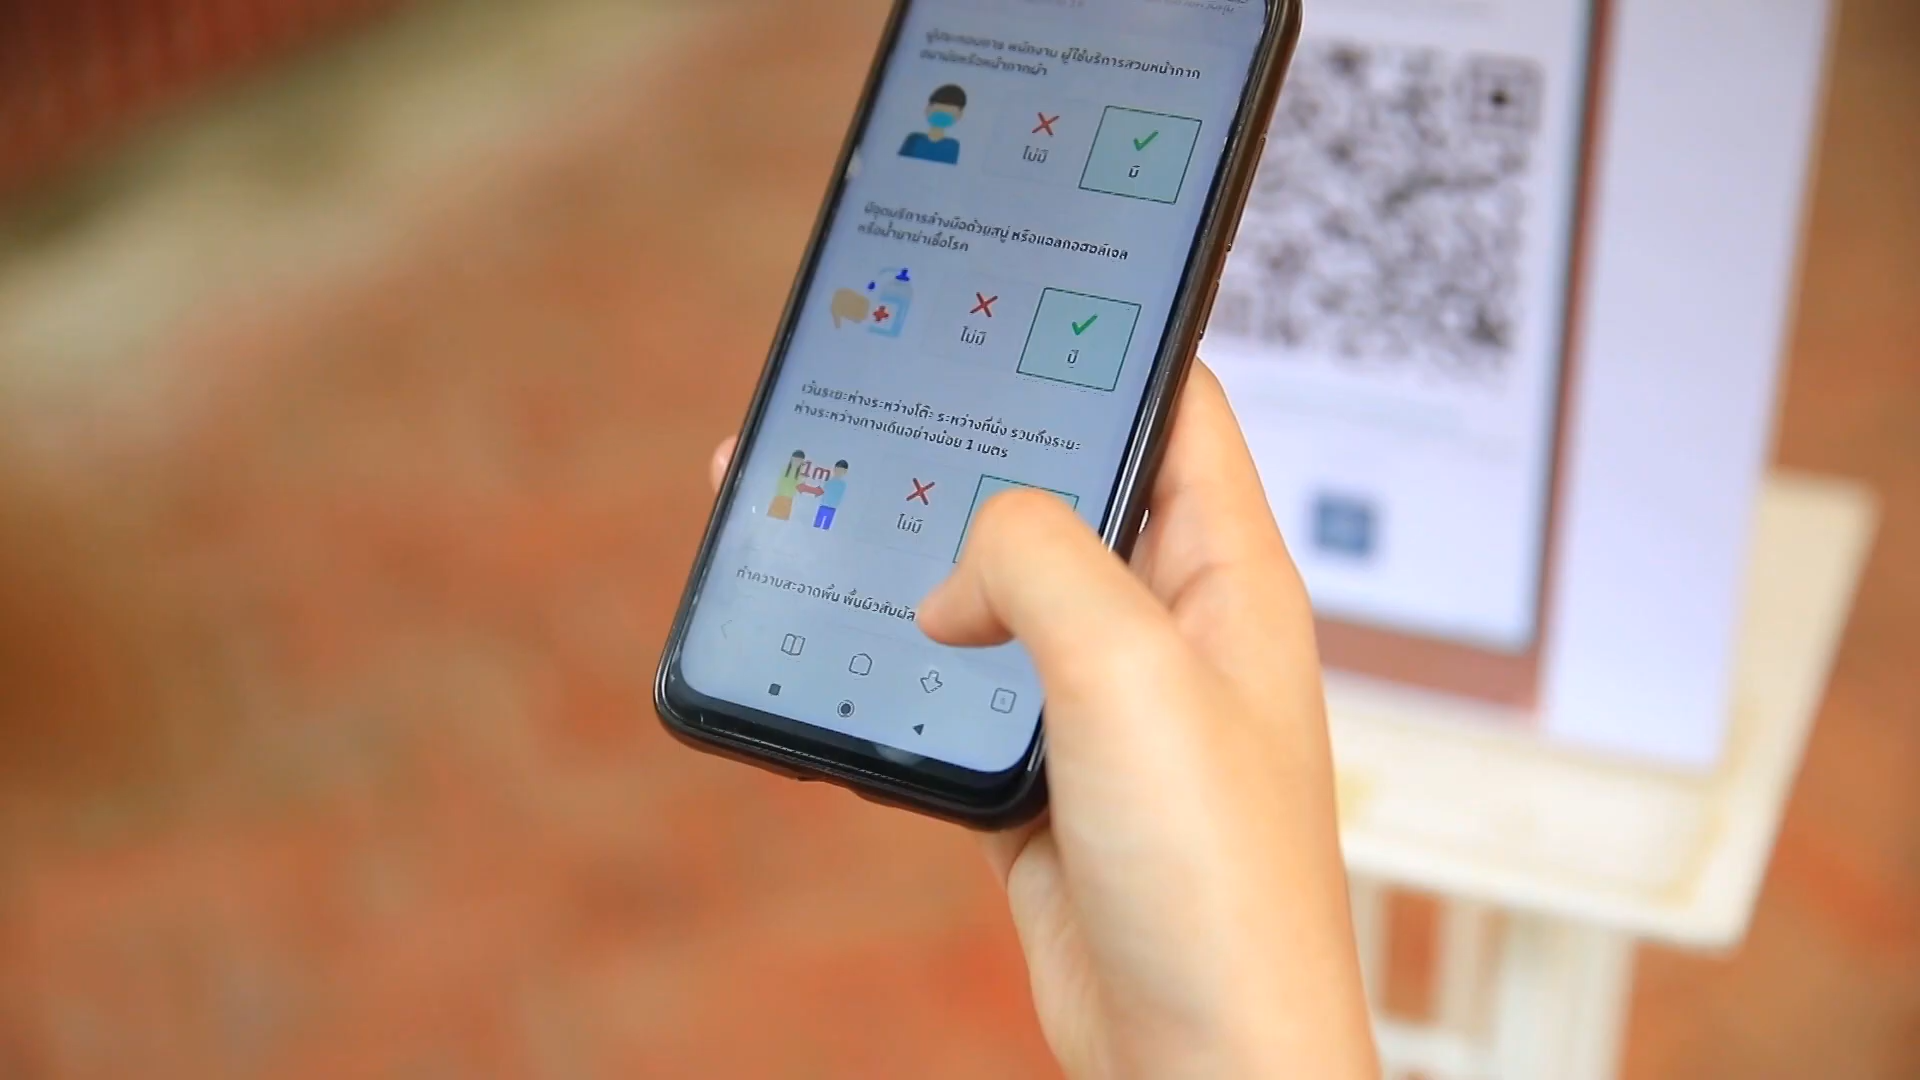 ผู้ประกอบการ พนักงาน ผู้ใช้บริการสวมหน้ากาก
อนามัยหรือหน้ากากผ้า
ไม่มี
มี
มีจุดบริการล้างมือด้วยสบู่ หรือแอลกอฮอล์เจล
หรือน้ำยาฆ่าเชื้อโรค
ไม่มี
มี
เว้นระยะห่างระหว่างโต๊ะ ระหว่างที่นั่ง รวมถึงระยะ
ห่างระหว่างทางเดินอย่างน้อย 1 เมตร
1m
ไม่มี
ทำความสะอาดพื้น พื้นผิวสัมผัส